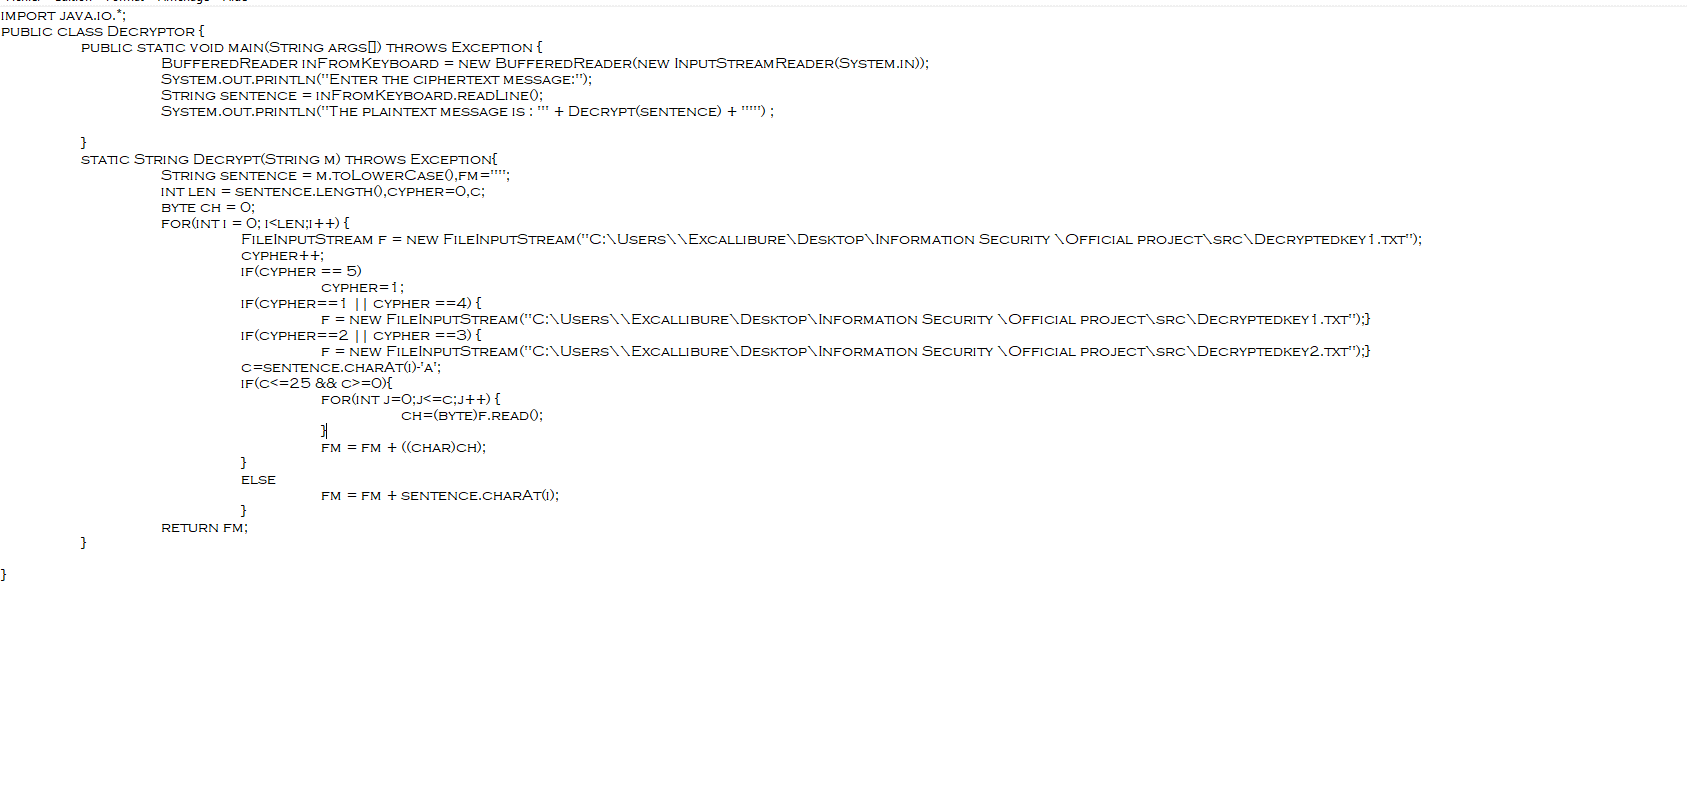 import java.io.*;
public class Decryptor {
public static void main(String args[]) throws Exception {
BufferedReader inFromKeyboard = new BufferedReader(new InputStreamReader(System.in));
System.out.println("Enter the ciphertext message:");
String sentence = inFromKeyboard.readLine();
System.out.println("The plaintext message is : '" + Decrypt(sentence) + "'") ;
}
static String Decrypt(String m) throws Exception{
String sentence = m.toLowerCase(),fm="";
int len = sentence.length(),cypher=0,c;
byte ch = 0;
for(int i = 0; i<len;i++) {
FileInputStream f = new FileInputStream("C:\Users\\Excallibure\Desktop\Information Security \Official project\src\Decryptedkey1.txt");
cypher++;
if(cypher == 5)
cypher=1;
if(cypher==1 || cypher ==4) {
f = new FileInputStream("C:\Users\\Excallibure\Desktop\Information Security \Official project\src\Decryptedkey1.txt");}
if(cypher==2 || cypher ==3) {
f = new FileInputStream("C:\Users\\Excallibure\Desktop\Information Security \Official project\src\Decryptedkey2.txt");}
c=sentence.charAt(i)-'a';
if(c<=25 && c>=0){
for(int j=0;j<=c;j++) {
ch=(byte)f.read();
}
fm = fm + ((char)ch);
}
else
fm = fm + sentence.charAt(i);
}
return fm;
}
}